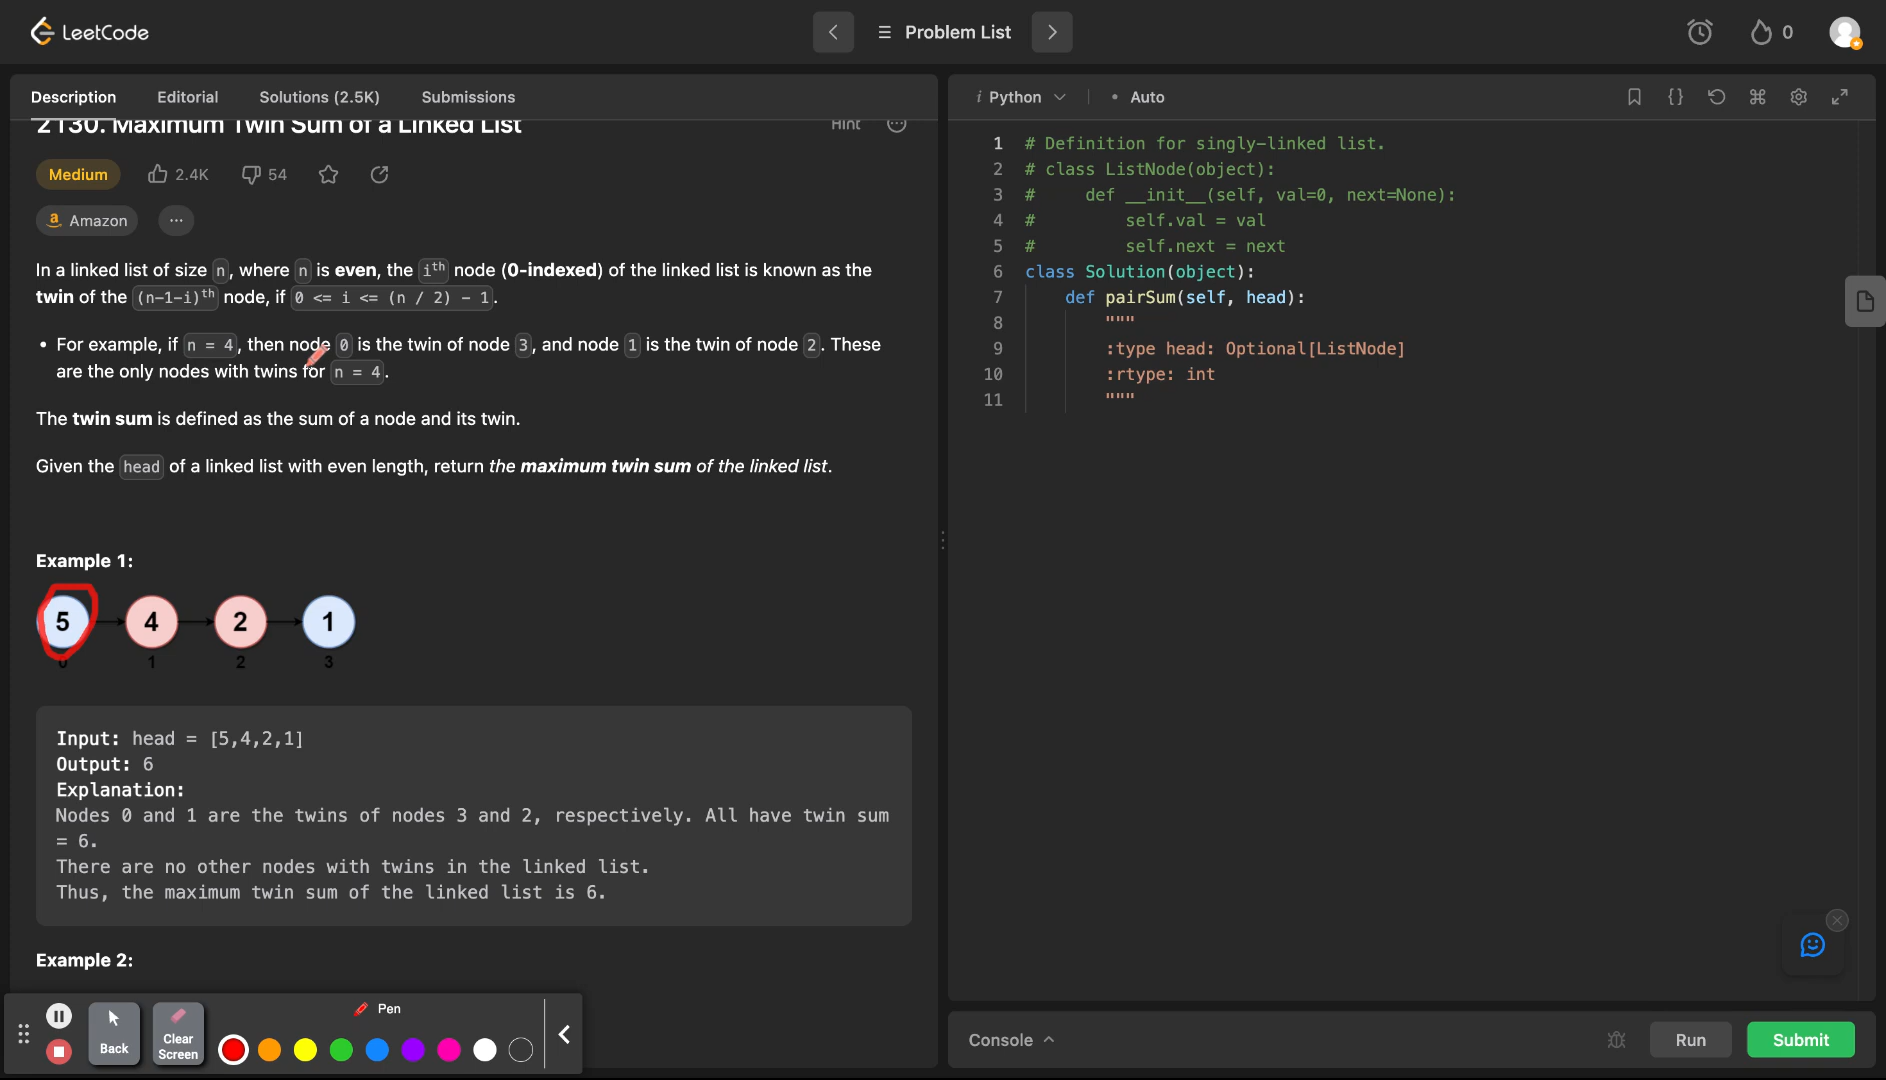 LeetCode
Problem List
0
Description
Editorial
Solutions (2.5K)
Submissions
2130. Maximum Twin Sum of a Linked List
Hint
Medium
2.4K
54
Amazon
In a linked list of size n, where n is even, the ith node (0-indexed) of the linked list is known as the
twin of the (n-1-i)th node, if 0 <= i <= (n / 2) - 1.
• For example, if n = 4, then node 0 is the twin of node 3, and node 1 is the twin of node 2. These
are the only nodes with twins for n = 4.
The twin sum is defined as the sum of a node and its twin.
Given the head of a linked list with even length, return the maximum twin sum of the linked list.
Example 1:
5 4 2 1
0 1 2 3
Input: head = [5,4,2,1]
Output: 6
Explanation:
Nodes 0 and 1 are the twins of nodes 3 and 2, respectively. All have twin sum
= 6.
There are no other nodes with twins in the linked list.
Thus, the maximum twin sum of the linked list is 6.
Example 2:
Back
Clear
Screen
Pen
i Python
• Auto
1 # Definition for singly-linked list.
2 # class ListNode(object):
3 #     def __init__(self, val=0, next=None):
4 #         self.val = val
5 #         self.next = next
6 class Solution(object):
7     def pairSum(self, head):
8         """
9         :type head: Optional[ListNode]
10         :rtype: int
11         """
Console
Run
Submit